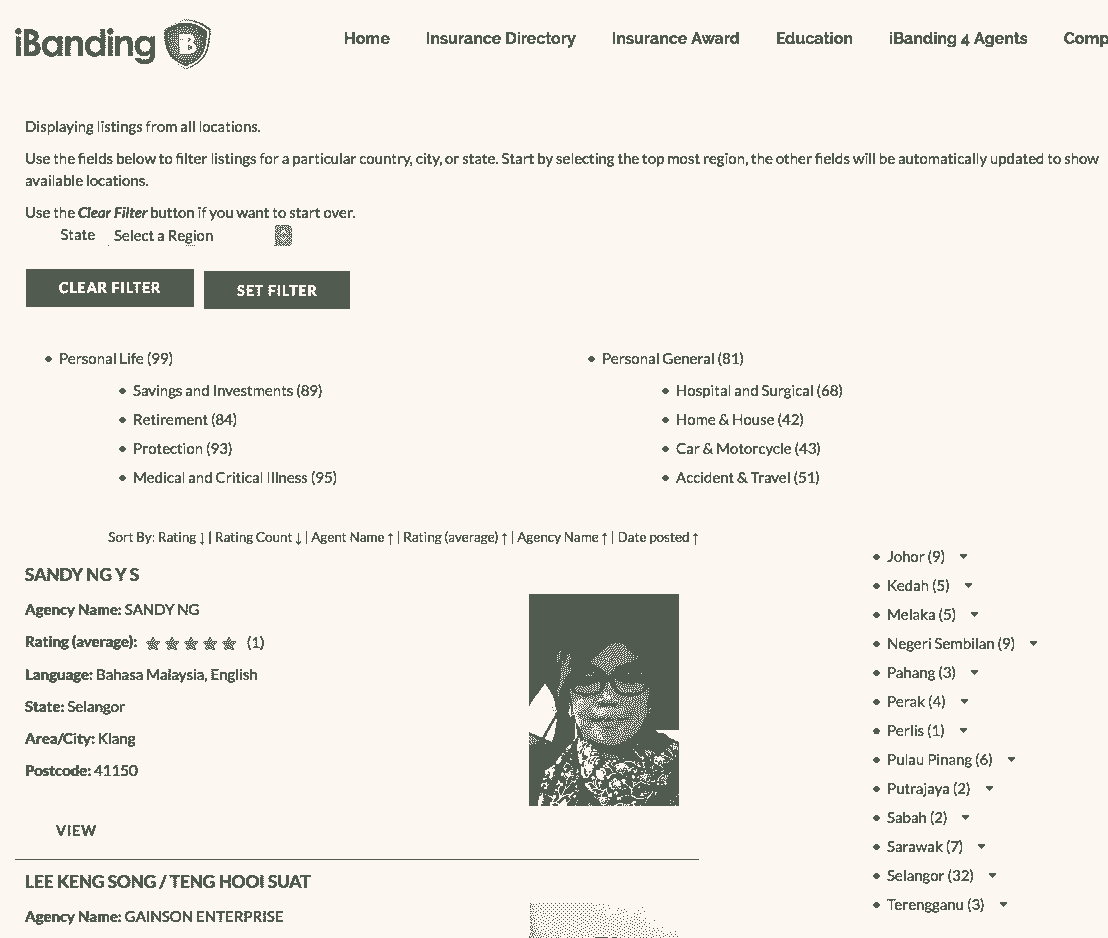 iBanding B
Home Insurance Directory Insurance Award Education iBanding 4 Agents Comp
Displaying listings from all locations.
Use the fields below to filter listings for a particular country, city, or state. Start by selecting the top most region, the other fields will be automatically updated to show
available locations.
Use the Clear Filter button if you want to start over.
State Select a Region
CLEAR FILTER SET FILTER
• Personal Life (99)
• Savings and Investments (89)
• Retirement (84)
• Protection (93)
• Medical and Critical Illness (95)
• Personal General (81)
• Hospital and Surgical (68)
• Home & House (42)
• Car & Motorcycle (43)
• Accident & Travel (51)
Sort By: Rating ↓ | Rating Count ↓ | Agent Name ↑ | Rating (average) ↑ | Agency Name ↑ | Date posted ↑
SANDY NG Y S
Agency Name: SANDY NG
Rating (average): ★★★★★ (1)
Language: Bahasa Malaysia, English
State: Selangor
Area/City: Klang
Postcode: 41150
VIEW
LEE KENG SONG / TENG HOOI SUAT
Agency Name: GAINSON ENTERPRISE
• Johor (9)
• Kedah (5)
• Melaka (5)
• Negeri Sembilan (9)
• Pahang (3)
• Perak (4)
• Perlis (1)
• Pulau Pinang (6)
• Putrajaya (2)
• Sabah (2)
• Sarawak (7)
• Selangor (32)
• Terengganu (3)